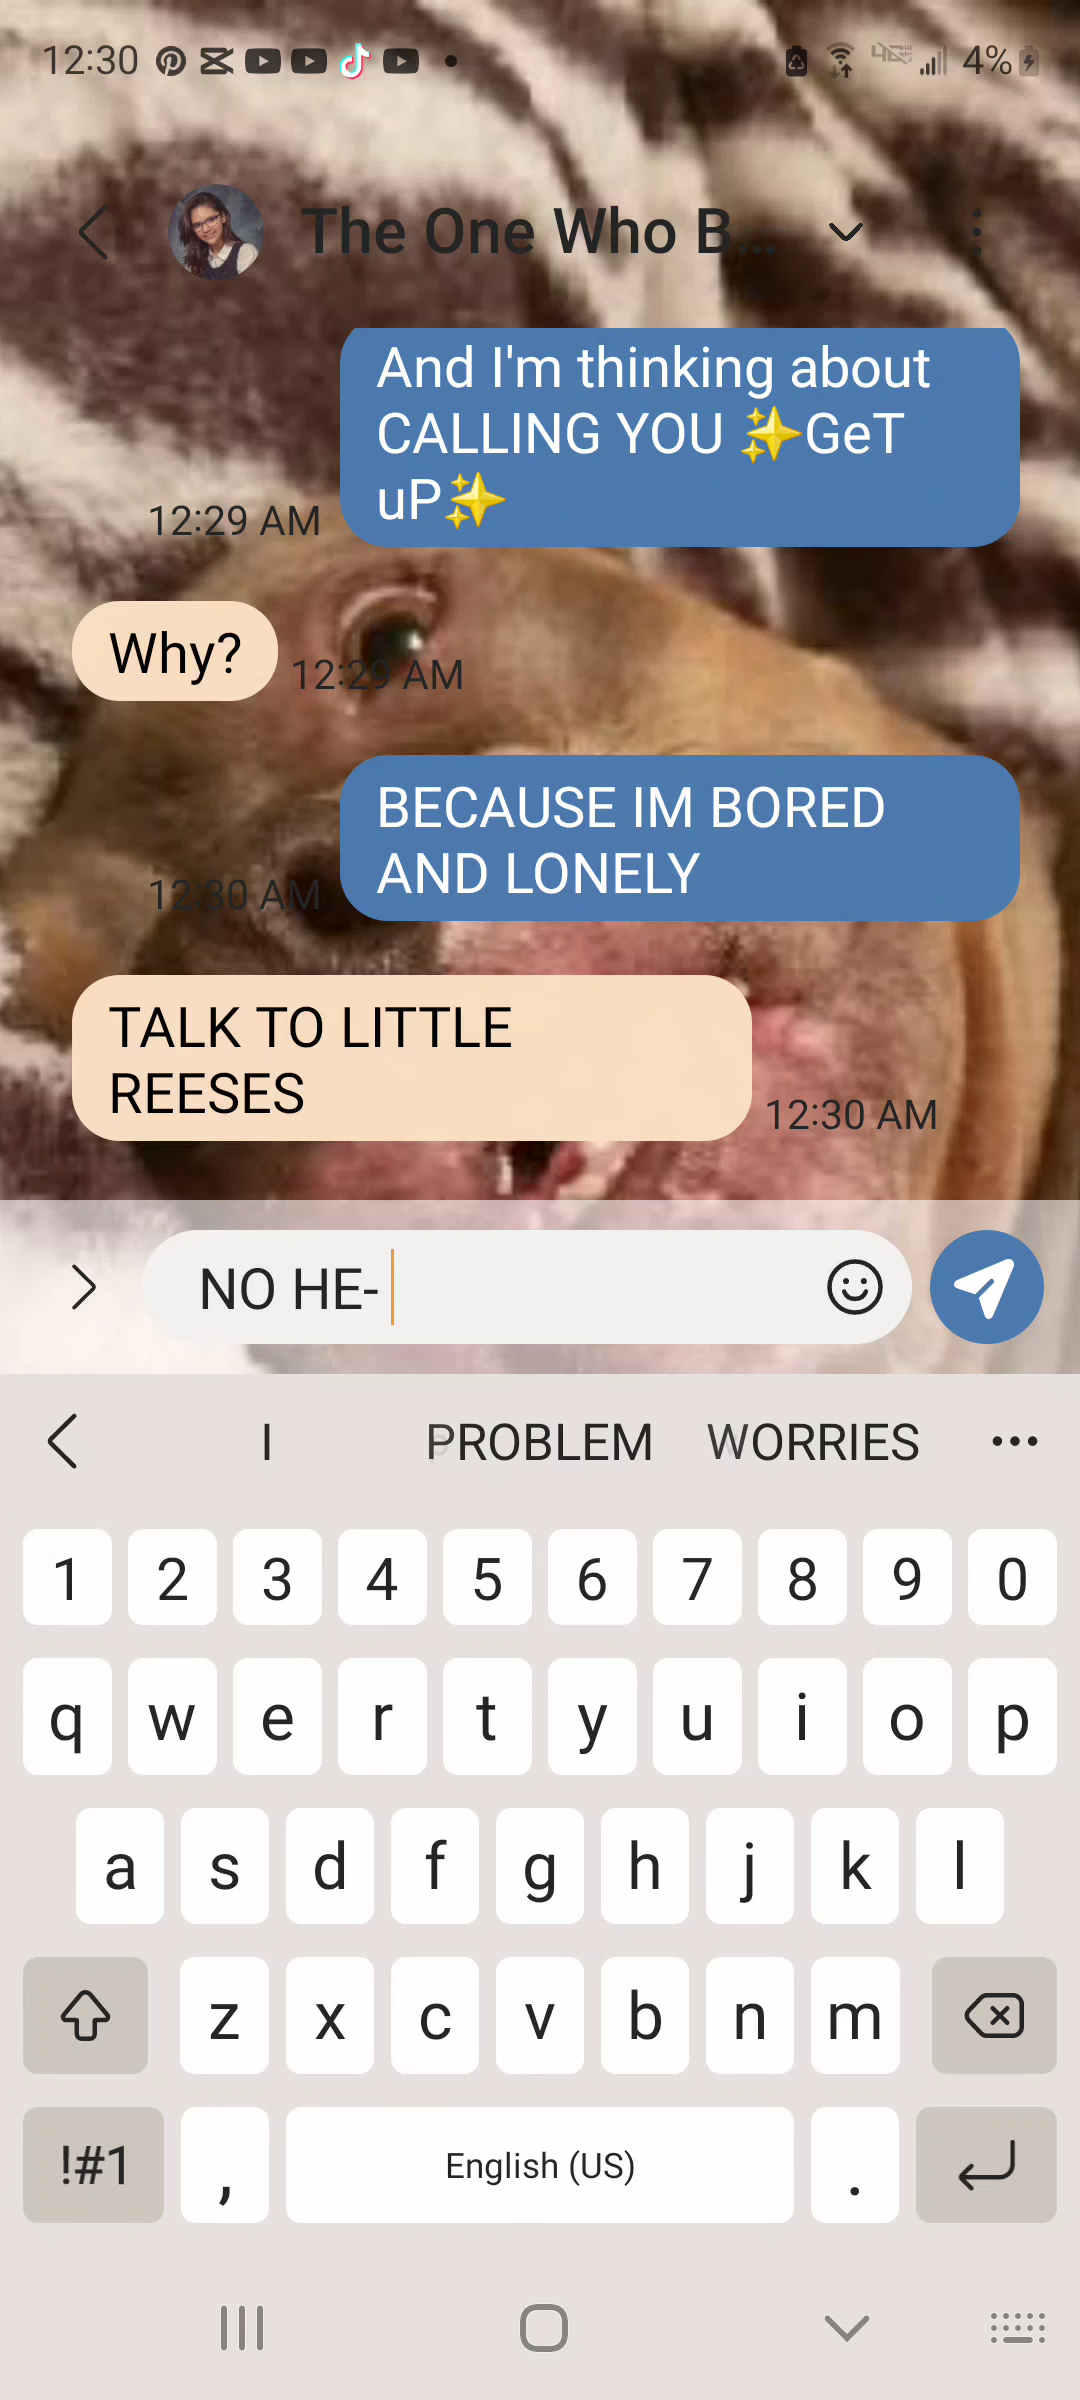 12:30
4%
The One Who B...
And I'm thinking about
CALLING YOU ✨GeT
uP✨
12:29 AM
Why?
12:29 AM
BECAUSE IM BORED
AND LONELY
12:30 AM
TALK TO LITTLE
REESES
12:30 AM
NO HE-
I PROBLEM WORRIES
1 2 3 4 5 6 7 8 9 0
q w e r t y u i o p
a s d f g h j k l
z x c v b n m
!#1 , English (US) .